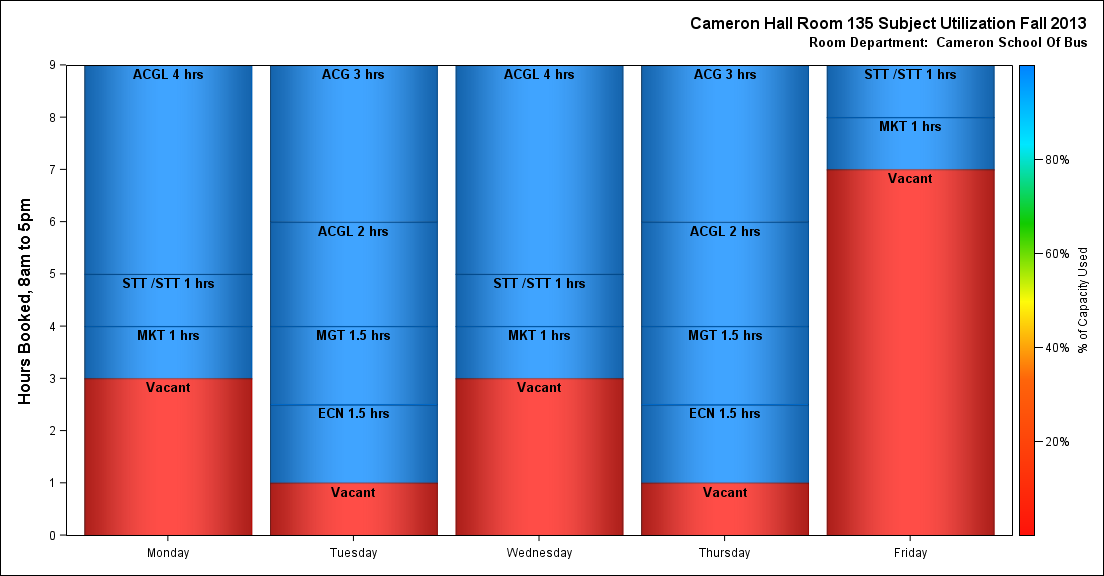 Cameron Hall Room 135 Subject Utilization Fall 2013
Room Department:  Cameron School Of Bus
Hours Booked, 8am to 5pm
9
8
7
6
5
4
3
2
1
0
ACGL 4 hrs
STT /STT 1 hrs
MKT 1 hrs
Vacant
ACG 3 hrs
ACGL 2 hrs
MGT 1.5 hrs
ECN 1.5 hrs
Vacant
ACGL 4 hrs
STT /STT 1 hrs
MKT 1 hrs
Vacant
ACG 3 hrs
ACGL 2 hrs
MGT 1.5 hrs
ECN 1.5 hrs
Vacant
STT /STT 1 hrs
MKT 1 hrs
Vacant
Monday
Tuesday
Wednesday
Thursday
Friday
80%
60%
40%
20%
% of Capacity Used